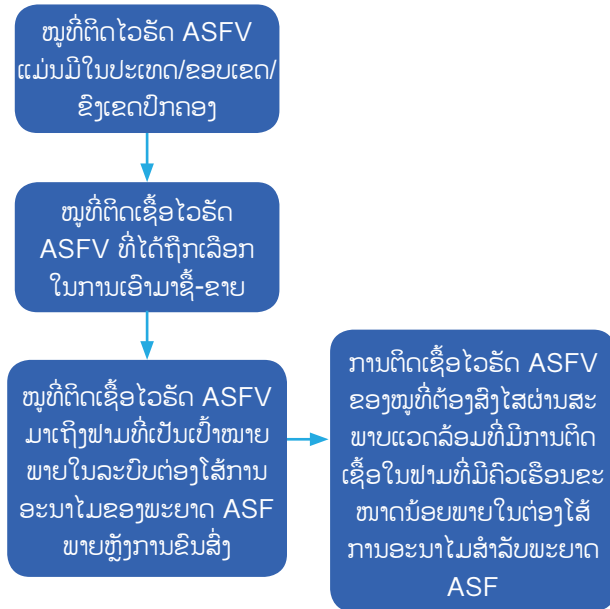 ໝູທີ່ຕິດໄວຣັດ ASFV
ແມ່ນມີໃນປະເທດ/ຂອບເຂດ/
ຂົງເຂດປົກຄອງ
ໝູທີ່ຕິດເຊື້ອໄວຣັດ
ASFV ທີ່ໄດ້ຖືກເລືອກ
ໃນການເອົາມາຊື້-ຂາຍ
ໝູທີ່ຕິດເຊື້ອໄວຣັດ ASFV
ມາເຖິງຟາມທີ່ເປັນເປົ້າໝາຍ
ພາຍໃນລະບົບຕ່ອງໂສ້ການ
ອະນາໄມຂອງພະຍາດ ASF
ພາຍຫຼັງການຂົນສົ່ງ
ການຕິດເຊື້ອໄວຣັດ ASFV
ຂອງໝູທີ່ຕ້ອງສົງໄສຜ່ານສະ
ພາບແວດລ້ອມທີ່ມີການຕິດ
ເຊື້ອໃນຟາມທີ່ມີຄົວເຮືອນຂະ
ໜາດນ້ອຍພາຍໃນຕ່ອງໂສ້
ການອະນາໄມສຳລັບພະຍາດ
ASF